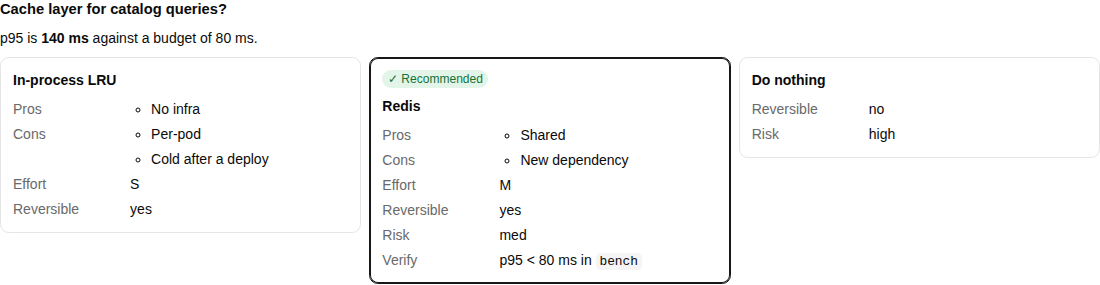 Cache layer for catalog queries?
p95 is 140 ms against a budget of 80 ms.
In-process LRU
Pros
No infra
Cons
Per-pod
Cold after a deploy
Effort
S
Reversible
yes
✓ Recommended
Redis
Pros
Shared
Cons
New dependency
Effort
M
Reversible
yes
Risk
med
Verify
p95 < 80 ms in bench
Do nothing
Reversible
no
Risk
high